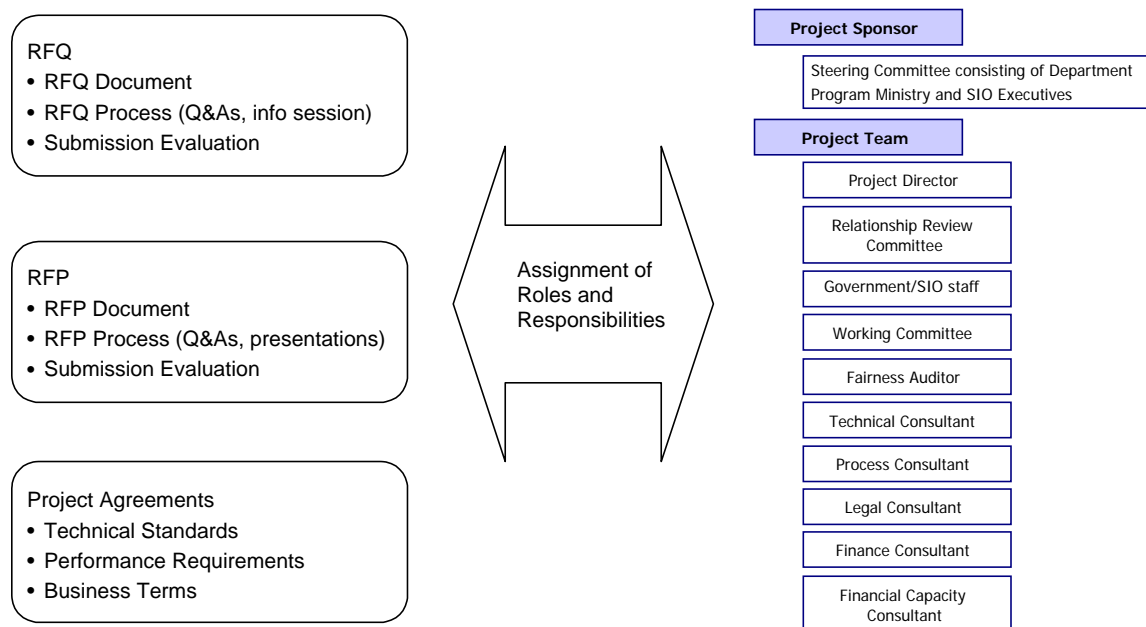 RFQ
• RFQ Document
• RFQ Process (Q&As, info session)
• Submission Evaluation
RFP
• RFP Document
• RFP Process (Q&As, presentations)
• Submission Evaluation
Project Agreements
• Technical Standards
• Performance Requirements
• Business Terms
Assignment of
Roles and
Responsibilities
Project Sponsor
Steering Committee consisting of Department
Program Ministry and SIO Executives
Project Team
Project Director
Relationship Review
Committee
Government/SIO staff
Working Committee
Fairness Auditor
Technical Consultant
Process Consultant
Legal Consultant
Finance Consultant
Financial Capacity
Consultant